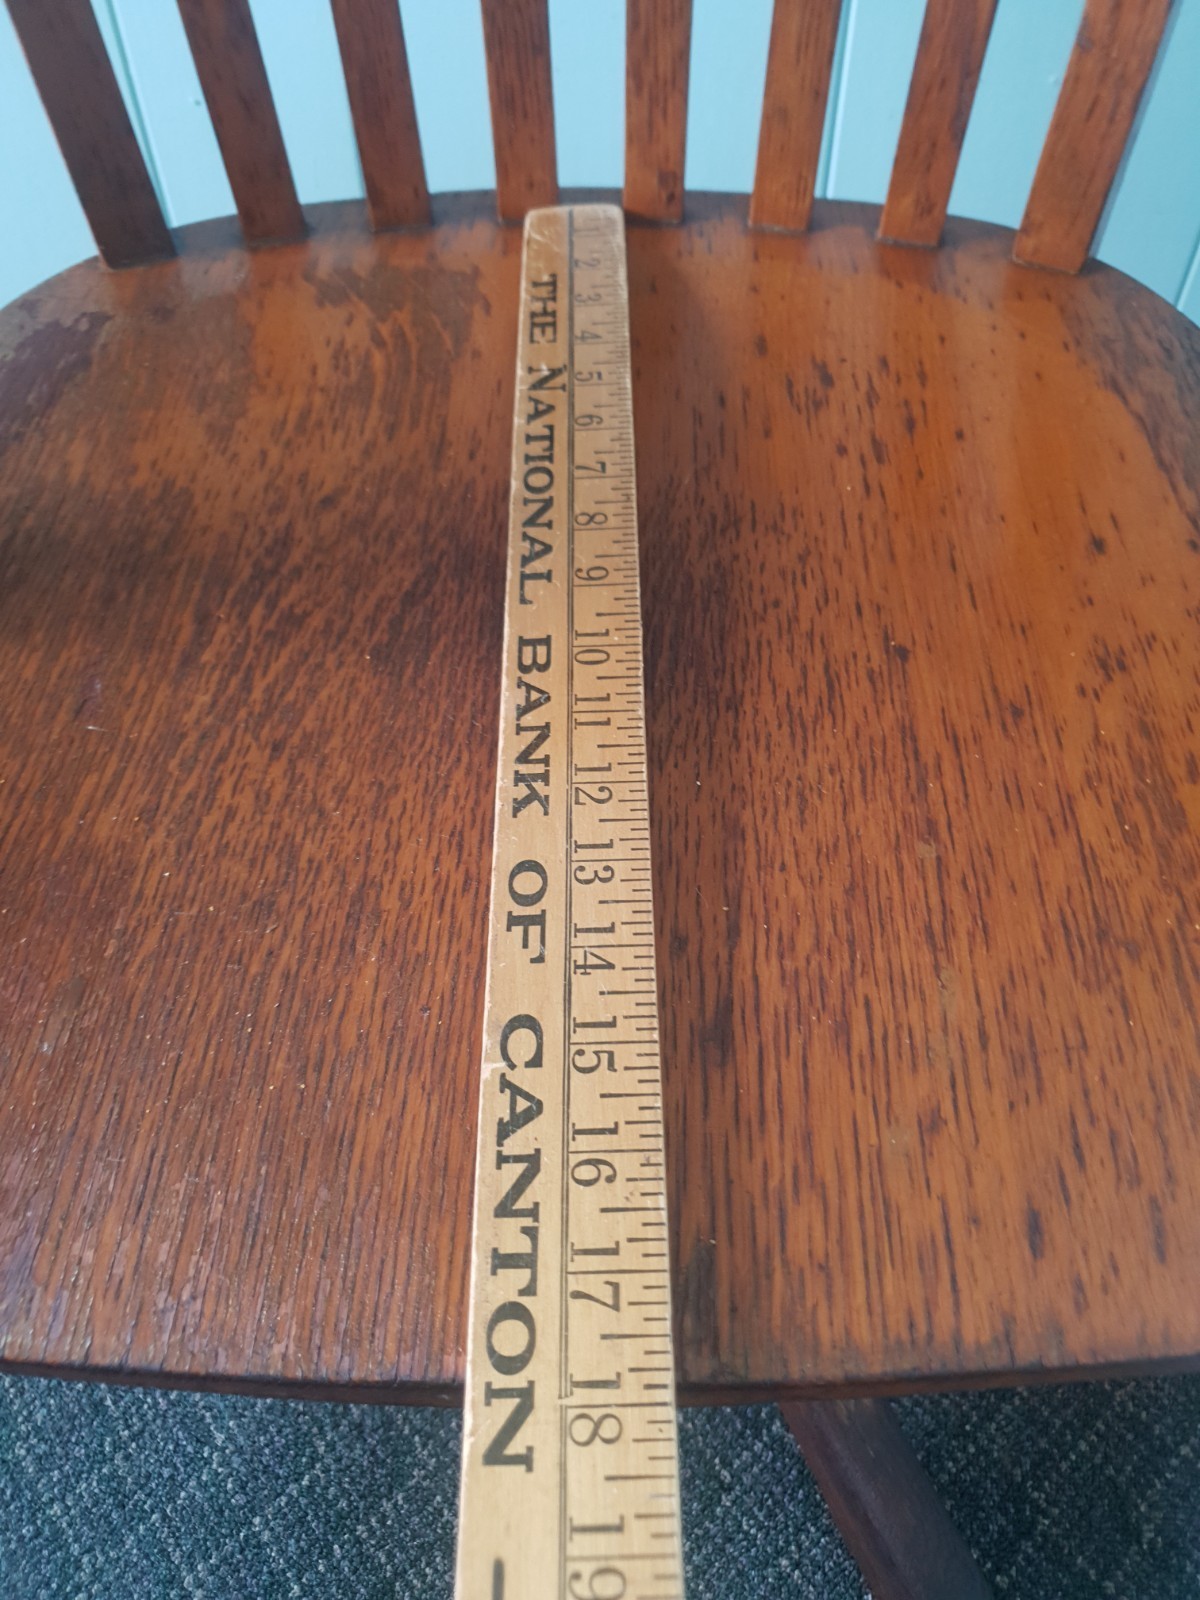 THE NATIONAL BANK OF CANTON –
1 2 3 4 5 6 7 8 9 10 11 12 13 14 15 16 17 18 19